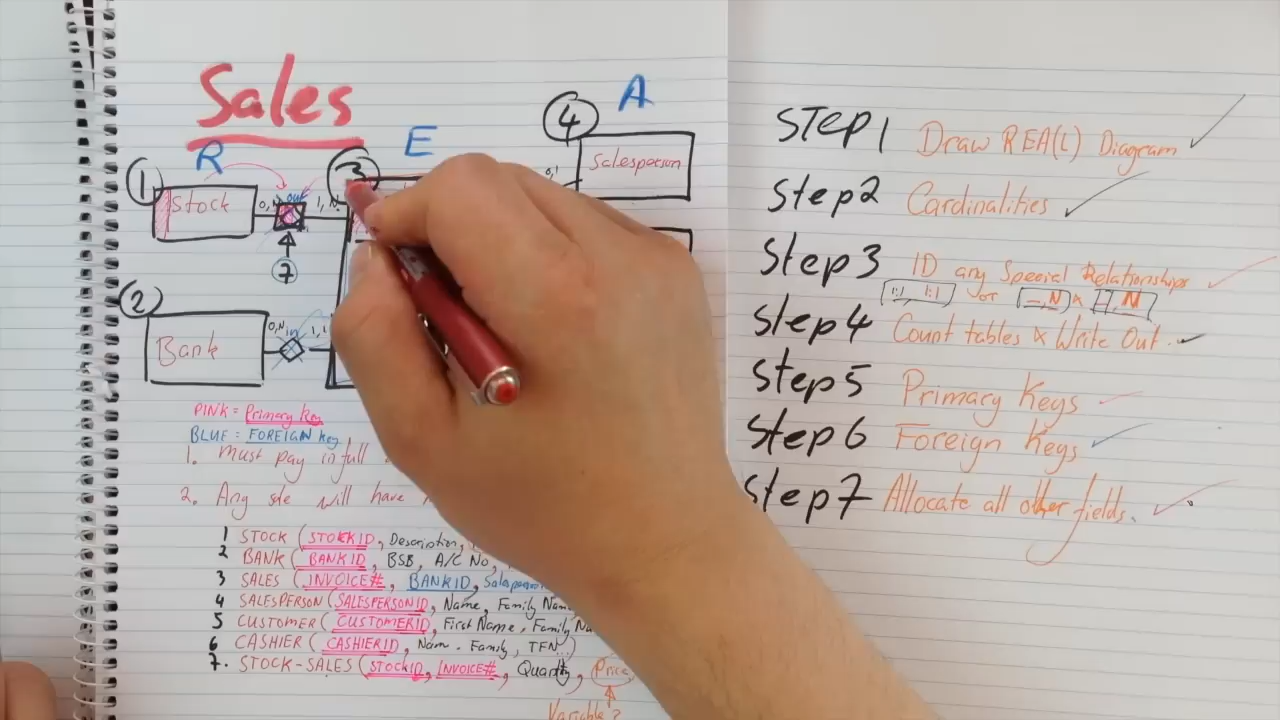 Sales
R
E
4
A
1
3
Salesperson
0,1
Stock
0,N
out
1,N
7
2
Bank
0,N
in
1,1
PINK = Primary key
BLUE = FOREIGN key
1. Must pay in full
2. Any sale will have
1 STOCK (STOCKID, Description,
2 BANK (BANKID, BSB, A/C No,
3 SALES (INVOICE#, BANKID, Salesperson
4 SALESPERSON (SALESPERSONID, Name, Family Name
5 CUSTOMER (CUSTOMERID, First Name, Family Na
6 CASHIER (CASHIERID, Nam. Family, TFN..)
7. STOCK-SALES (STOCKID, INVOICE#, Quantity, Price
Variable?
STEP1 Draw REA(L) Diagram
Step2 Cardinalities
Step3 ID any Special Relationships
1:1 1:1 or -,N x -,N
Step4 Count tables & Write Out.
Step5 Primary Keys
Step6 Foreign Keys
Step7 Allocate all other fields.